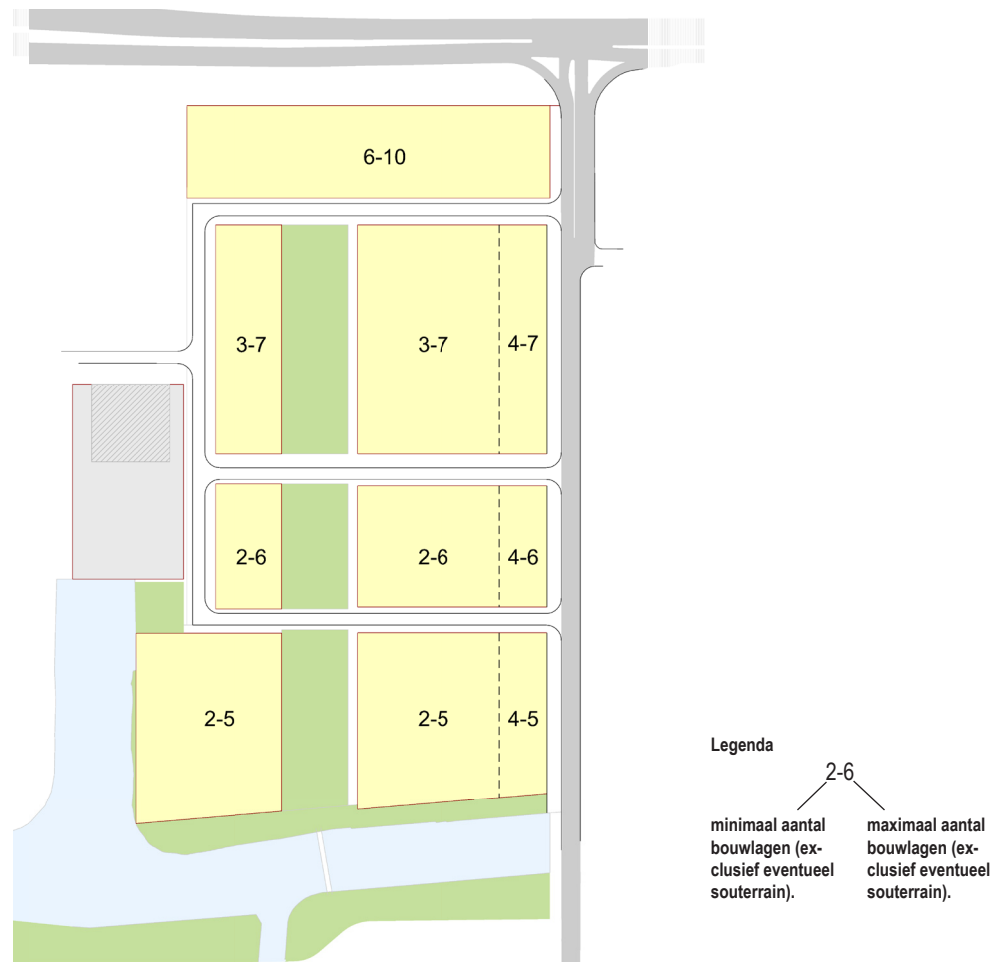 6-10
3-7 3-7 4-7
2-6 2-6 4-6
2-5 2-5 4-5
Legenda
2-6
minimaal aantal
bouwlagen (ex-
clusief eventueel
souterrain).
maximaal aantal
bouwlagen (ex-
clusief eventueel
souterrain).